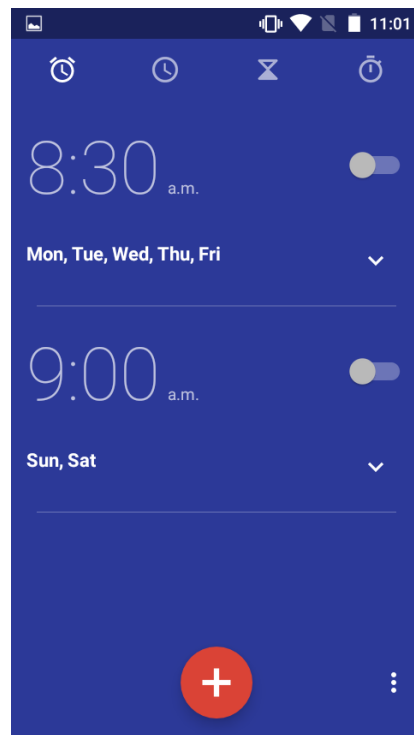 11:01
8:30 a.m.
Mon, Tue, Wed, Thu, Fri
9:00 a.m.
Sun, Sat